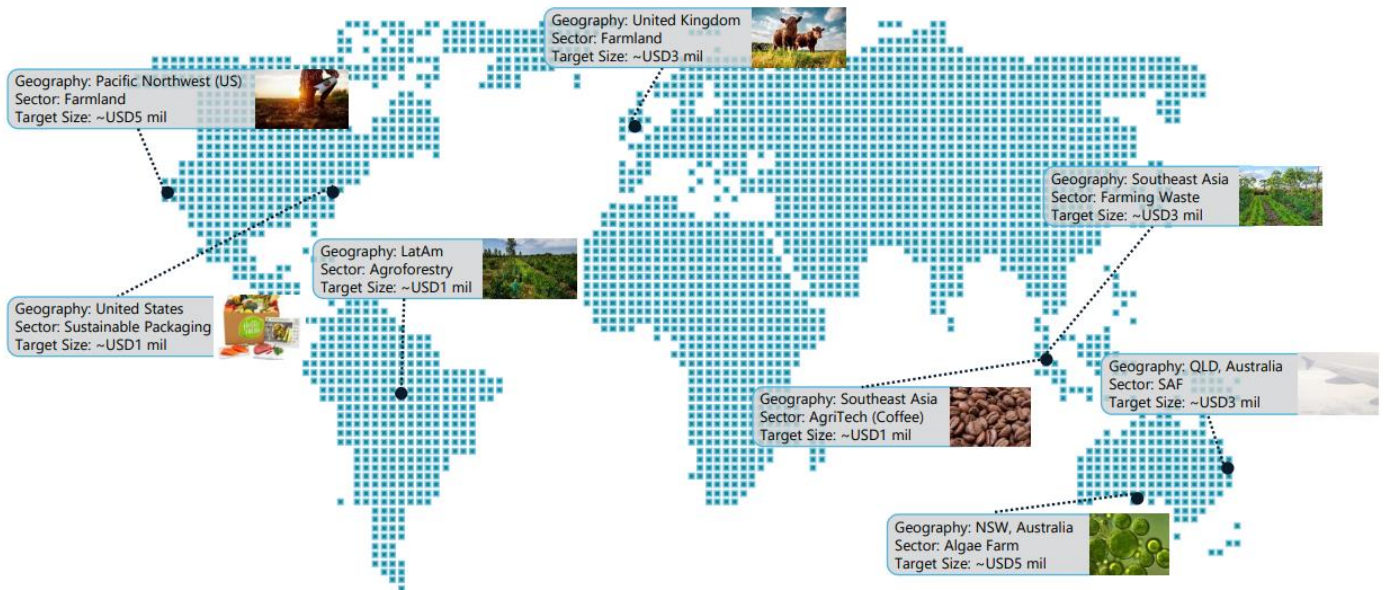 Geography: United Kingdom
Sector: Farmland
Target Size: ~USD3 mil
Geography: Pacific Northwest (US)
Sector: Farmland
Target Size: ~USD5 mil
Geography: Southeast Asia
Sector: Farming Waste
Target Size: ~USD3 mil
Geography: LatAm
Sector: Agroforestry
Target Size: ~USD1 mil
Geography: United States
Sector: Sustainable Packaging
Target Size: ~USD1 mil
Geography: QLD, Australia
Sector: SAF
Target Size: ~USD3 mil
Geography: Southeast Asia
Sector: AgriTech (Coffee)
Target Size: ~USD1 mil
Geography: NSW, Australia
Sector: Algae Farm
Target Size: ~USD5 mil